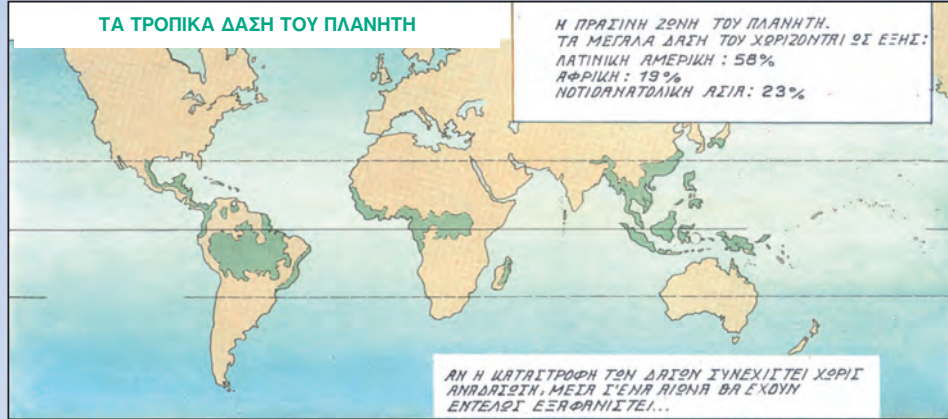 ΤΑ ΤΡΟΠΙΚΑ ΔΑΣΗ ΤΟΥ ΠΛΑΝΗΤΗ
Η ΠΡΑΣΙΝΗ ΖΩΝΗ ΤΟΥ ΠΛΑΝΗΤΗ.
ΤΑ ΜΕΓΑΛΑ ΔΑΣΗ ΤΟΥ ΧΩΡΙΖΟΝΤΑΙ ΩΣ ΕΞΗΣ:
ΛΑΤΙΝΙΚΗ ΑΜΕΡΙΚΗ : 58%
ΑΦΡΙΚΗ : 19%
ΝΟΤΙΟΑΝΑΤΟΛΙΚΗ ΑΣΙΑ: 23%
ΑΝ Η ΚΑΤΑΣΤΡΟΦΗ ΤΩΝ ΔΑΣΩΝ ΣΥΝΕΧΙΣΤΕΙ ΧΩΡΙΣ
ΑΝΑΔΑΣΩΣΗ, ΜΕΣΑ Σ'ΕΝΑ ΑΙΩΝΑ ΘΑ ΕΧΟΥΝ
ΕΝΤΕΛΩΣ ΕΞΑΦΑΝΙΣΤΕΙ...